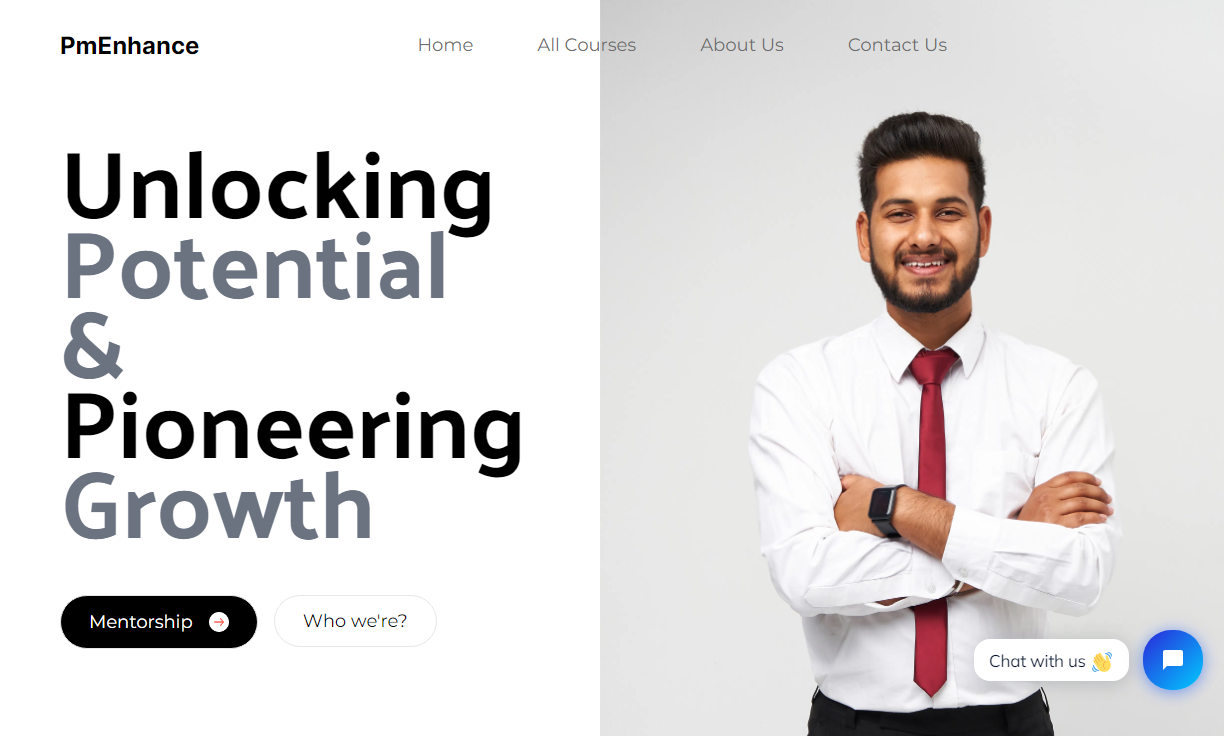 PmEnhance
Home
All Courses
About Us
Contact Us
Unlocking
Potential
&
Pioneering
Growth
Mentorship
Who we're?
Chat with us 👋